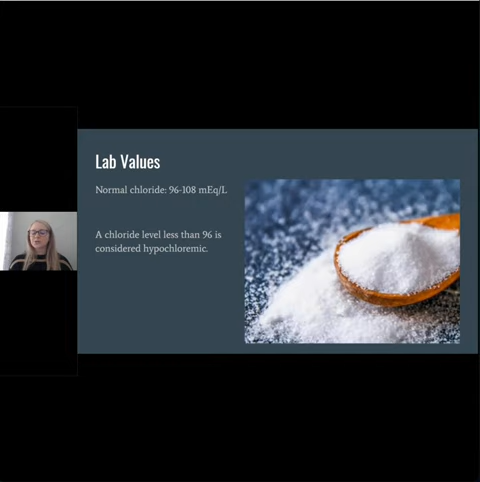 Lab Values
Normal chloride: 96-108 mEq/L
A chloride level less than 96 is
considered hypochloremic.